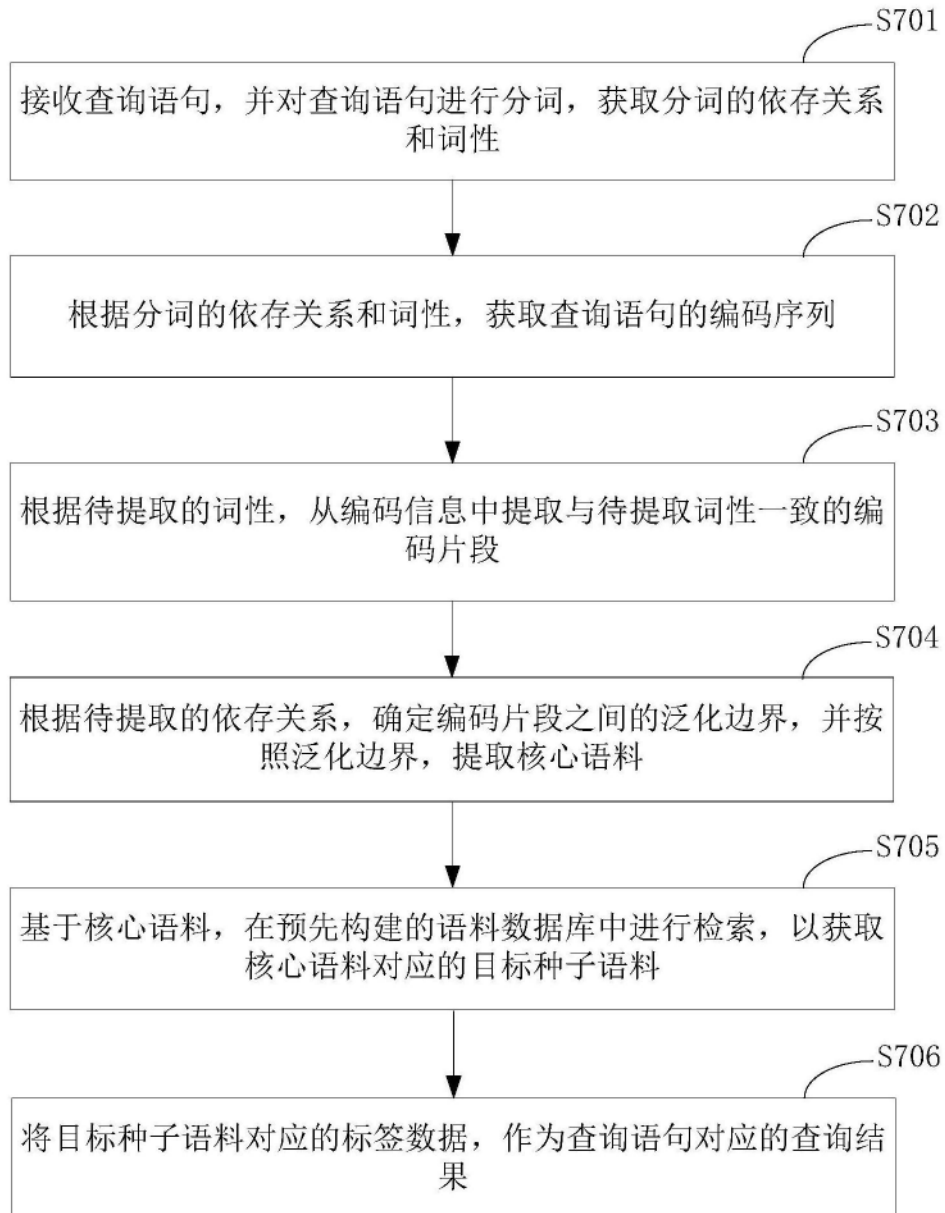 S701
接收查询语句，并对查询语句进行分词，获取分词的依存关系
和词性
S702
根据分词的依存关系和词性，获取查询语句的编码序列
S703
根据待提取的词性，从编码信息中提取与待提取词性一致的编
码片段
S704
根据待提取的依存关系，确定编码片段之间的泛化边界，并按
照泛化边界，提取核心语料
S705
基于核心语料，在预先构建的语料数据库中进行检索，以获取
核心语料对应的目标种子语料
S706
将目标种子语料对应的标签数据，作为查询语句对应的查询结
果